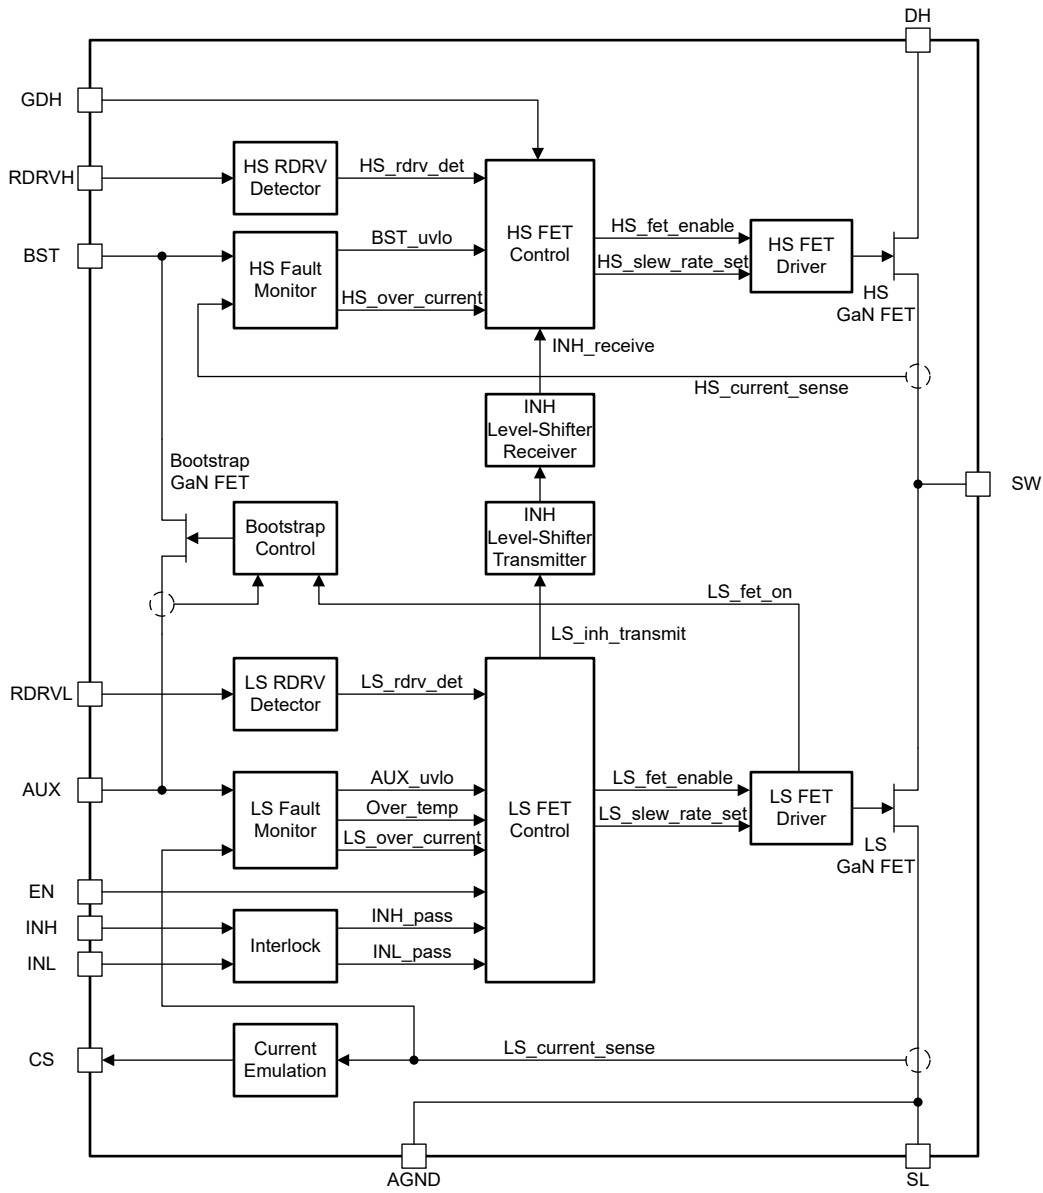 DH
GDH
RDRVH
HS RDRV
Detector
HS_rdrv_det
BST
HS Fault
Monitor
BST_uvlo
HS_over_current
HS FET
Control
HS_fet_enable
HS_slew_rate_set
HS FET
Driver
HS
GaN FET
INH_receive
HS_current_sense
INH
Level-Shifter
Receiver
Bootstrap
GaN FET
SW
Bootstrap
Control
INH
Level-Shifter
Transmitter
LS_fet_on
LS_inh_transmit
RDRVL
LS RDRV
Detector
LS_rdrv_det
AUX
LS Fault
Monitor
AUX_uvlo
Over_temp
LS_over_current
LS FET
Control
LS_fet_enable
LS_slew_rate_set
LS FET
Driver
LS
GaN FET
EN
INH
INL
Interlock
INH_pass
INL_pass
CS
Current
Emulation
LS_current_sense
AGND
SL